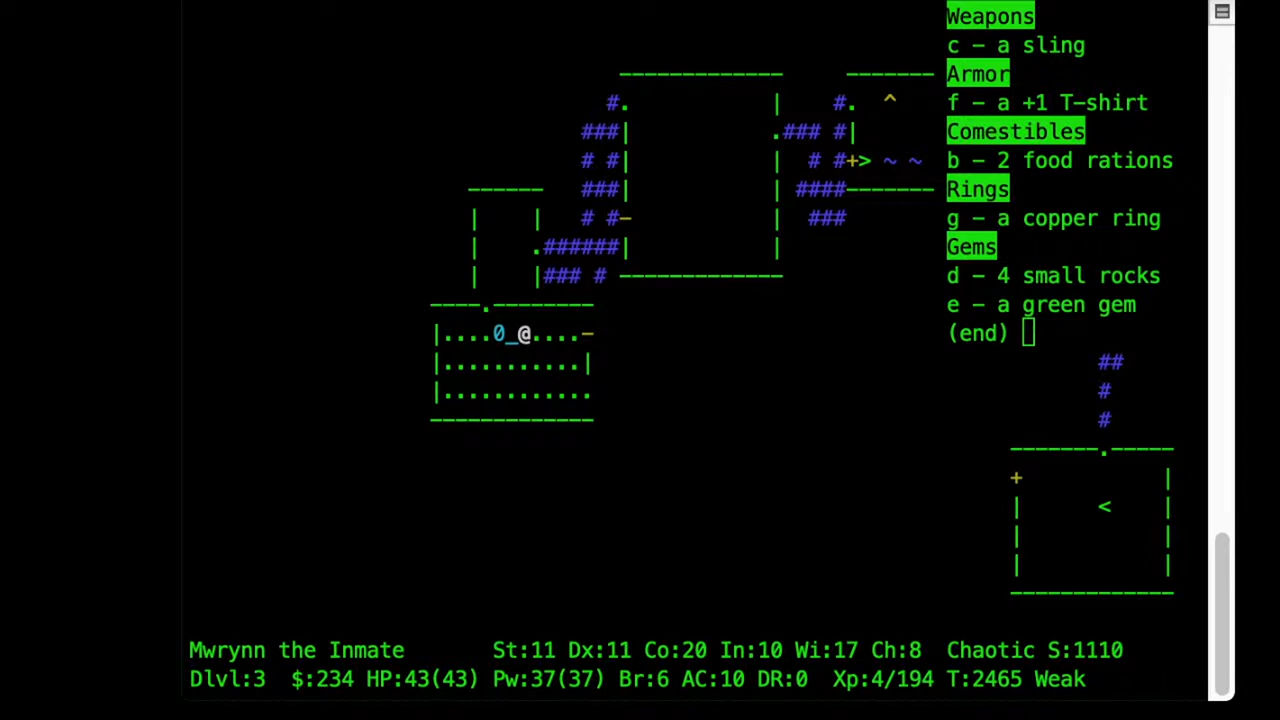 Weapons
c - a sling
Armor
f - a +1 T-shirt
Comestibles
b - 2 food rations
Rings
g - a copper ring
Gems
d - 4 small rocks
e - a green gem
(end)
Mwrynn the Inmate St:11 Dx:11 Co:20 In:10 Wi:17 Ch:8 Chaotic S:1110
Dlvl:3 $:234 HP:43(43) Pw:37(37) Br:6 AC:10 DR:0 Xp:4/194 T:2465 Weak